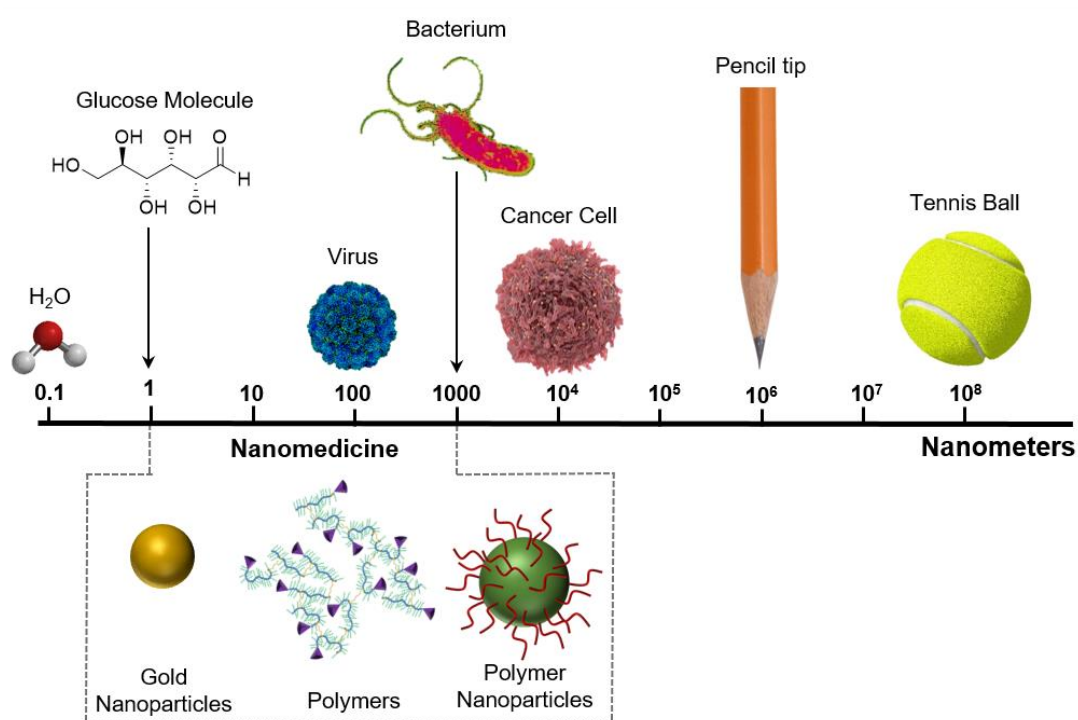 Bacterium
Pencil tip
Glucose Molecule
OH
OH
O
HO
H
OH
OH
Cancer Cell
Tennis Ball
Virus
H₂O
0.1
1
10
100
1000
10⁴
10⁵
10⁶
10⁷
10⁸
Nanomedicine
Nanometers
Gold
Nanoparticles
Polymers
Polymer
Nanoparticles